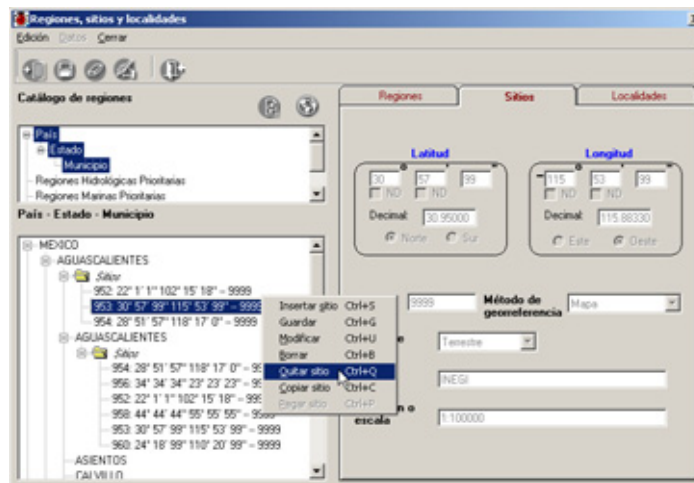 Regiones, sitios y localidades
Edición Datos Cerrar
Catálogo de regiones
País
Estado
Municipio
Regiones Hidrológicas Prioritarias
Regiones Marinas Prioritarias
País - Estado - Municipio
MEXICO
AGUASCALIENTES
Sitios
952: 22° 1' 1" 102° 15' 18" -- 9999
953: 30° 57' 99" 115° 53' 99" -- 9999
954: 28° 51' 57" 118° 17' 0" -- 9999
AGUASCALIENTES
Sitios
954: 28° 51' 57" 118° 17' 0" -- 99
956: 34° 34' 34" 23° 23' 23" -- 99
952: 22° 1' 1" 102° 15' 18" -- 999
958: 44° 44' 44" 55° 55' 55" -- 999
953: 30° 57' 99" 115° 53' 99" -- 9999
960: 24° 18' 99" 110° 20' 99" -- 9999
ASIENTOS
CALVILLO
Insertar sitio Ctrl+S
Guardar Ctrl+G
Modificar Ctrl+U
Borrar Ctrl+B
Quitar sitio Ctrl+Q
Copiar sitio Ctrl+C
Pegar sitio Ctrl+P
Regiones Sitios Localidades
Latitud Longitud
30 ° 57 ' 99 " - 115 ° 53 ' 99 "
ND ND ND ND
Decimal: 30.95000 Decimal: 115.88330
Norte Sur Este Oeste
9999 Método de georreferencia Mapa
e Terrestre
INEGI
n o
escala 1:100000